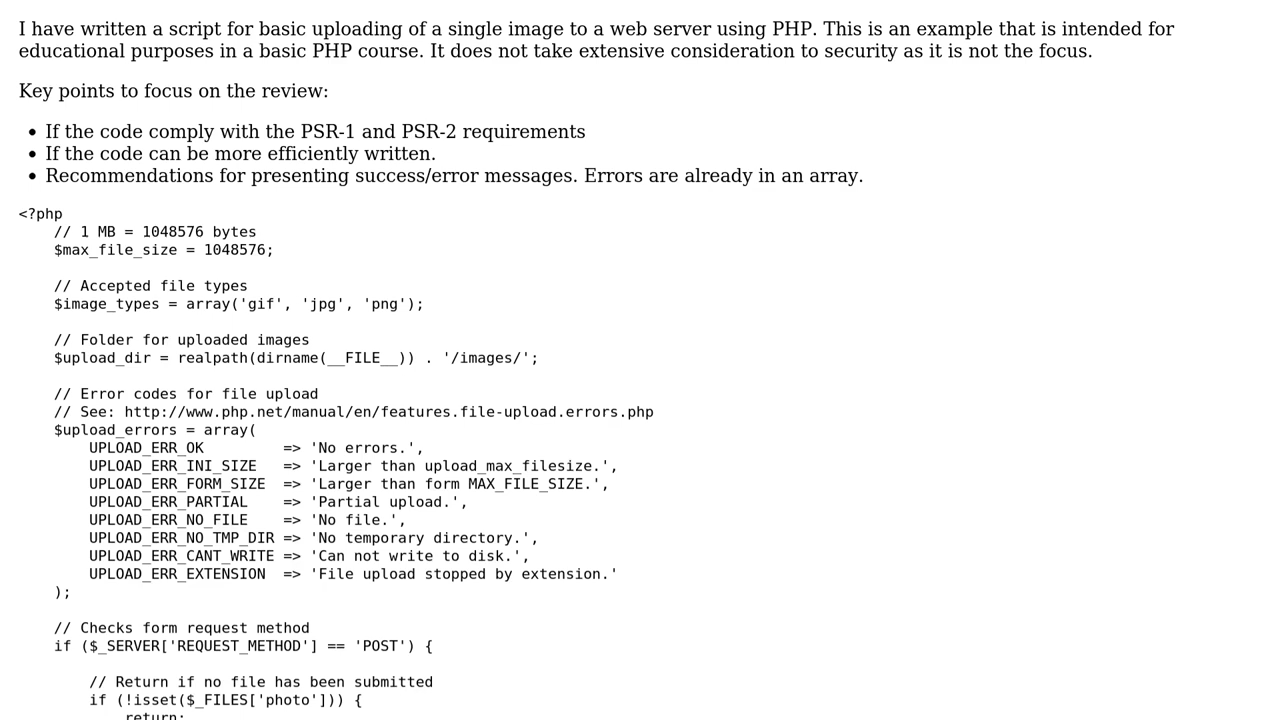 I have written a script for basic uploading of a single image to a web server using PHP. This is an example that is intended for
educational purposes in a basic PHP course. It does not take extensive consideration to security as it is not the focus.
Key points to focus on the review:
• If the code comply with the PSR-1 and PSR-2 requirements
• If the code can be more efficiently written.
• Recommendations for presenting success/error messages. Errors are already in an array.
<?php
    // 1 MB = 1048576 bytes
    $max_file_size = 1048576;

    // Accepted file types
    $image_types = array('gif', 'jpg', 'png');

    // Folder for uploaded images
    $upload_dir = realpath(dirname(__FILE__)) . '/images/';

    // Error codes for file upload
    // See: http://www.php.net/manual/en/features.file-upload.errors.php
    $upload_errors = array(
        UPLOAD_ERR_OK         => 'No errors.',
        UPLOAD_ERR_INI_SIZE   => 'Larger than upload_max_filesize.',
        UPLOAD_ERR_FORM_SIZE  => 'Larger than form MAX_FILE_SIZE.',
        UPLOAD_ERR_PARTIAL    => 'Partial upload.',
        UPLOAD_ERR_NO_FILE    => 'No file.',
        UPLOAD_ERR_NO_TMP_DIR => 'No temporary directory.',
        UPLOAD_ERR_CANT_WRITE => 'Can not write to disk.',
        UPLOAD_ERR_EXTENSION  => 'File upload stopped by extension.'
    );

    // Checks form request method
    if ($_SERVER['REQUEST_METHOD'] == 'POST') {

        // Return if no file has been submitted
        if (!isset($_FILES['photo'])) {
            return;